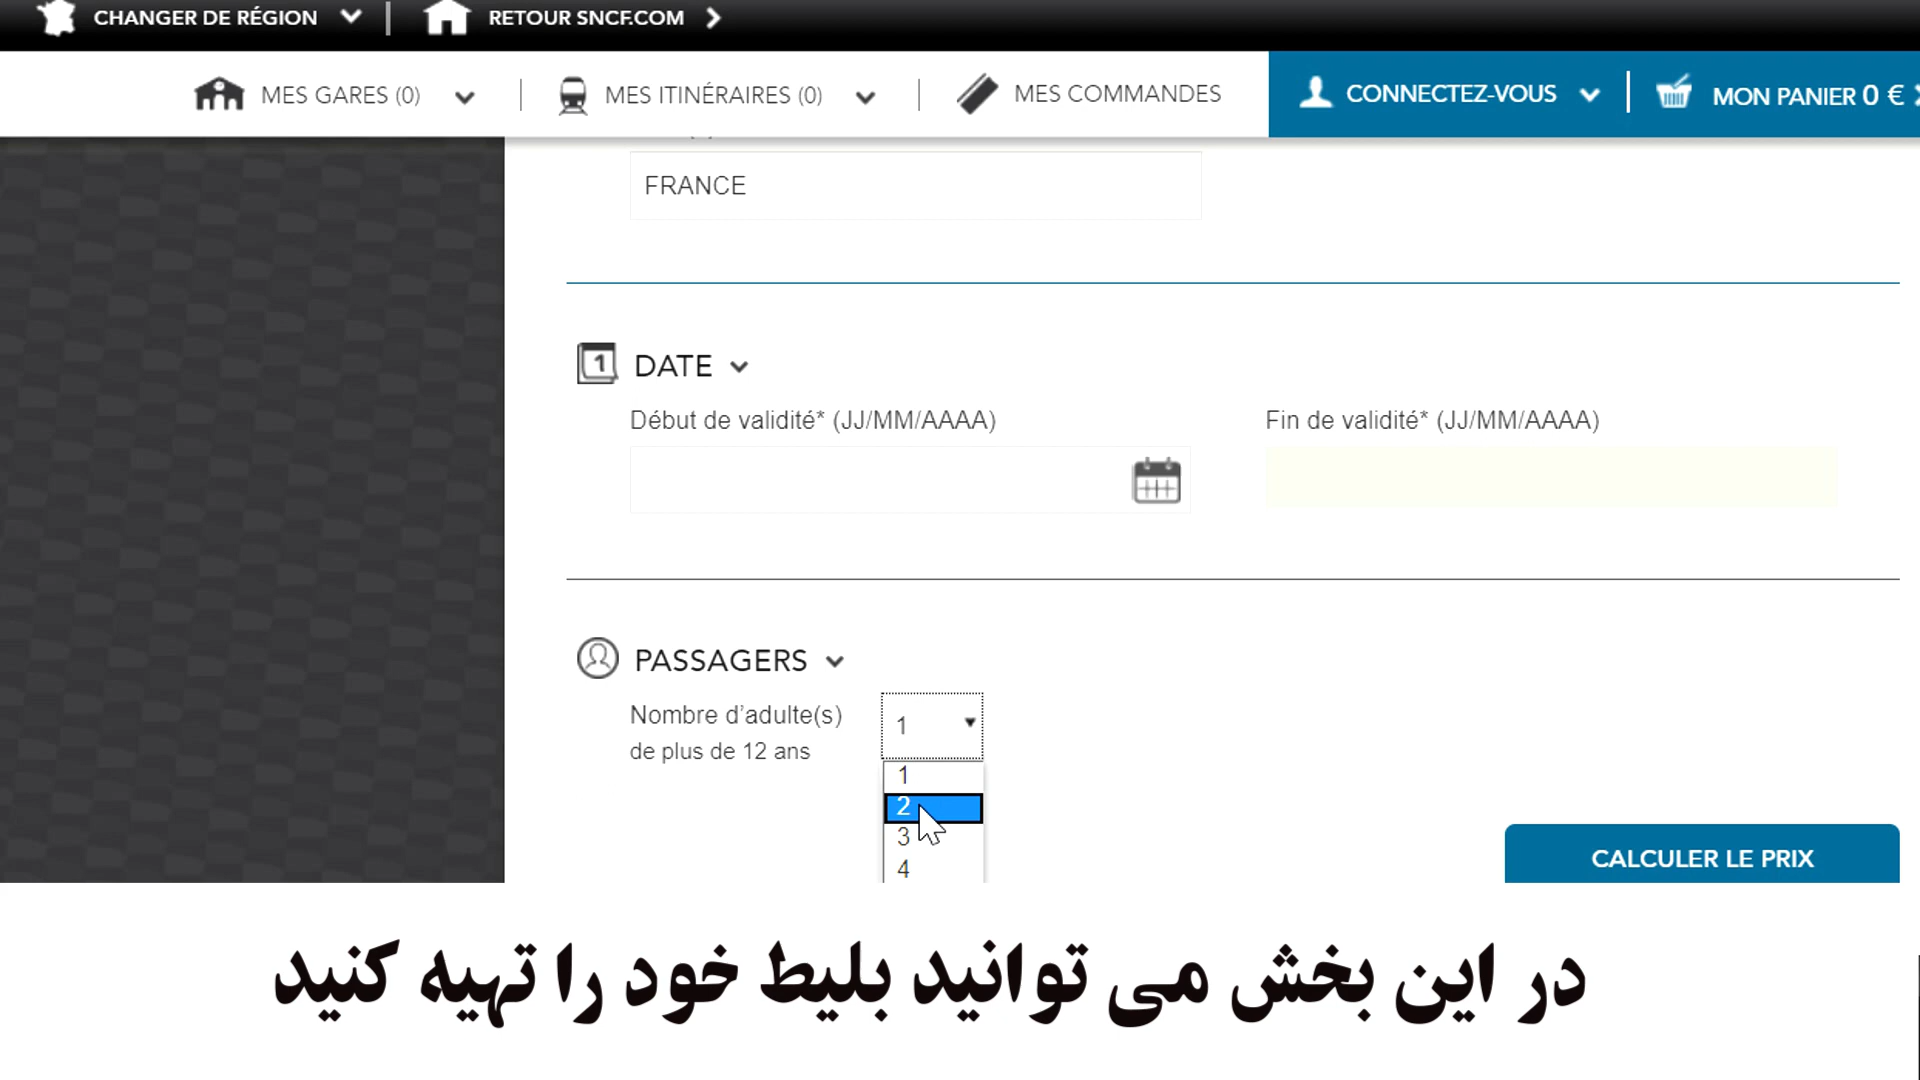 CHANGER DE RÉGION
RETOUR SNCF.COM
MES GARES (0)
MES ITINÉRAIRES (0)
MES COMMANDES
CONNECTEZ-VOUS
MON PANIER 0 €
FRANCE
1 DATE
Début de validité* (JJ/MM/AAAA)
Fin de validité* (JJ/MM/AAAA)
PASSAGERS
Nombre d'adulte(s)
de plus de 12 ans
1
1
2
3
4
CALCULER LE PRIX
در این بخش می توانید بلیط خود را تهیه کنید